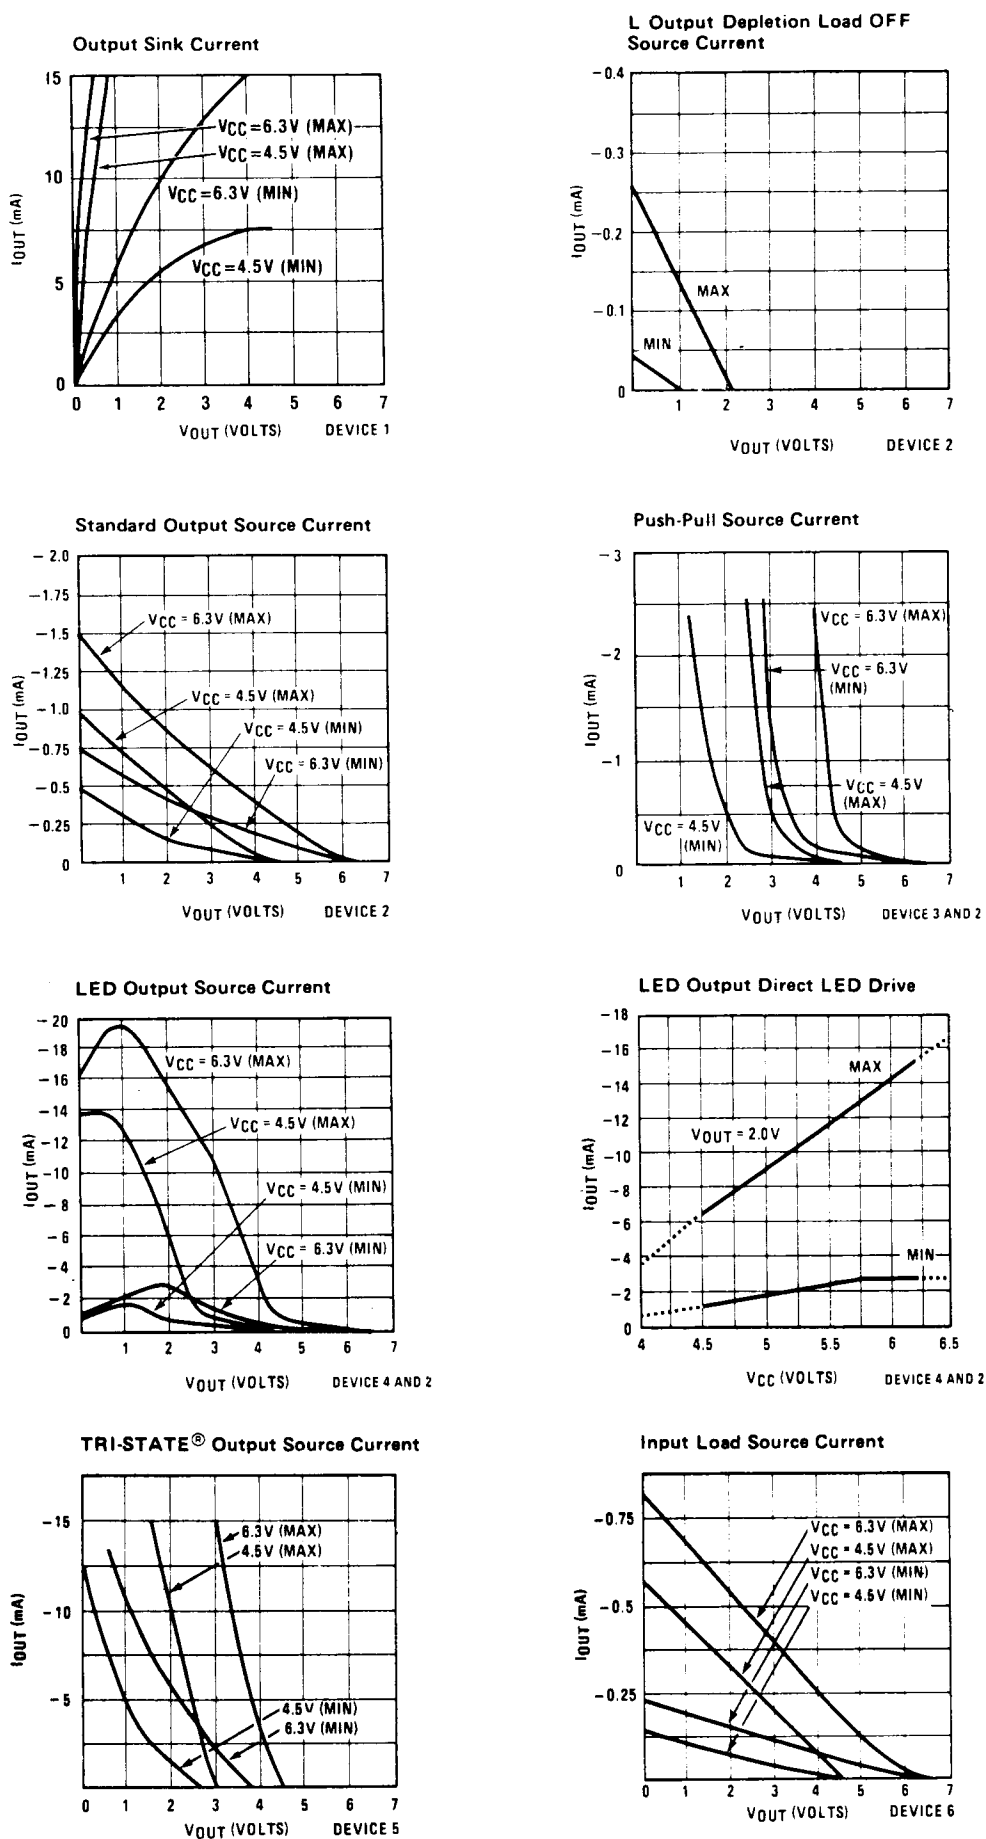 Output Sink Current
15
10
5
0
IOUT (mA)
VCC=6.3V (MAX)
VCC=4.5V (MAX)
VCC=6.3V (MIN)
VCC=4.5V (MIN)
0 1 2 3 4 5 6 7
VOUT (VOLTS) DEVICE 1
L Output Depletion Load OFF
Source Current
-0.4
-0.3
-0.2
-0.1
0
IOUT (mA)
MAX
MIN
1 2 3 4 5 6 7
VOUT (VOLTS) DEVICE 2
Standard Output Source Current
-2.0
-1.75
-1.5
-1.25
-1.0
-0.75
-0.5
-0.25
0
IOUT (mA)
VCC = 6.3V (MAX)
VCC = 4.5V (MAX)
VCC = 4.5V (MIN)
VCC = 6.3V (MIN)
1 2 3 4 5 6 7
VOUT (VOLTS) DEVICE 2
Push-Pull Source Current
-3
-2
-1
0
IOUT (mA)
VCC = 6.3V (MAX)
VCC = 6.3V
(MIN)
VCC = 4.5V
(MAX)
VCC = 4.5V
(MIN)
1 2 3 4 5 6 7
VOUT (VOLTS) DEVICE 3 AND 2
LED Output Source Current
-20
-18
-16
-14
-12
-10
-8
-6
-4
-2
0
IOUT (mA)
VCC = 6.3V (MAX)
VCC = 4.5V (MAX)
VCC = 4.5V (MIN)
VCC = 6.3V (MIN)
1 2 3 4 5 6 7
VOUT (VOLTS) DEVICE 4 AND 2
LED Output Direct LED Drive
-18
-16
-14
-12
-10
-8
-6
-4
-2
0
IOUT (mA)
MAX
VOUT = 2.0V
MIN
4 4.5 5 5.5 6 6.5
VCC (VOLTS) DEVICE 4 AND 2
TRI-STATE® Output Source Current
-15
-10
-5
IOUT (mA)
6.3V (MAX)
4.5V (MAX)
4.5V (MIN)
6.3V (MIN)
0 1 2 3 4 5 6 7
VOUT (VOLTS) DEVICE 5
Input Load Source Current
-0.75
-0.5
-0.25
IOUT (mA)
VCC = 6.3V (MAX)
VCC = 4.5V (MAX)
VCC = 6.3V (MIN)
VCC = 4.5V (MIN)
0 1 2 3 4 5 6 7
VOUT (VOLTS) DEVICE 6